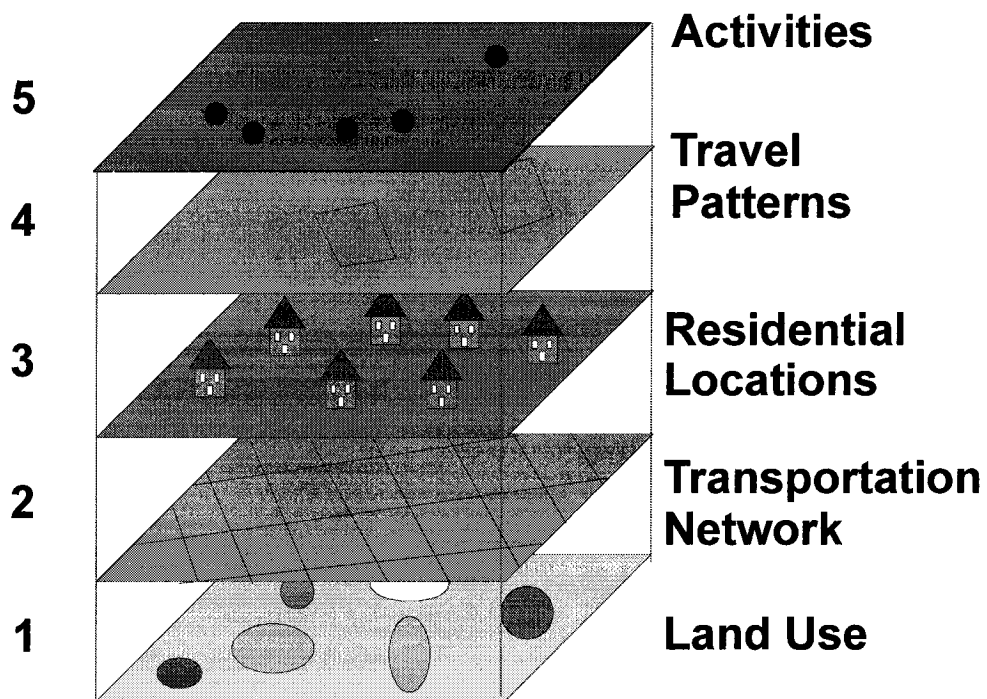 5 Activities
4 Travel
Patterns
3 Residential
Locations
2 Transportation
Network
1 Land Use